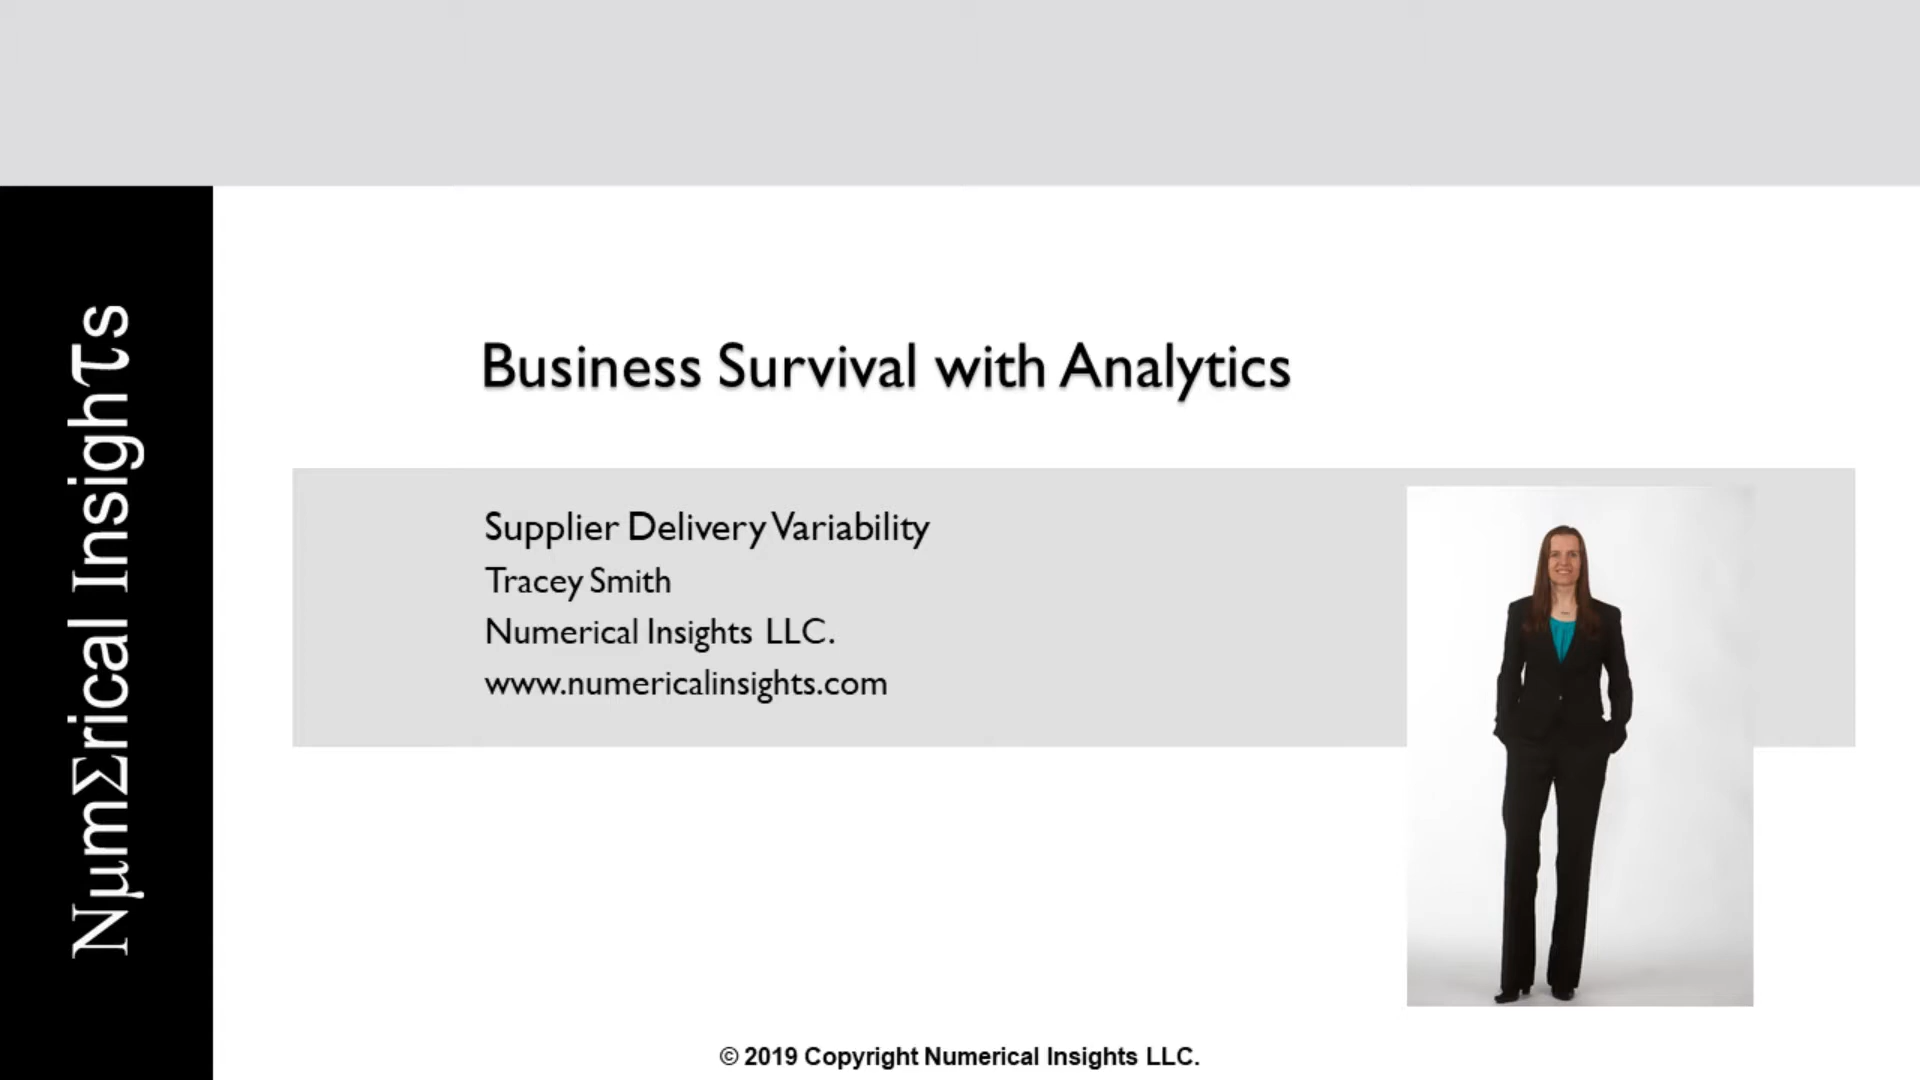 NμmΣrical Insighτs
Business Survival with Analytics
Supplier Delivery Variability
Tracey Smith
Numerical Insights LLC.
www.numericalinsights.com
© 2019 Copyright Numerical Insights LLC.